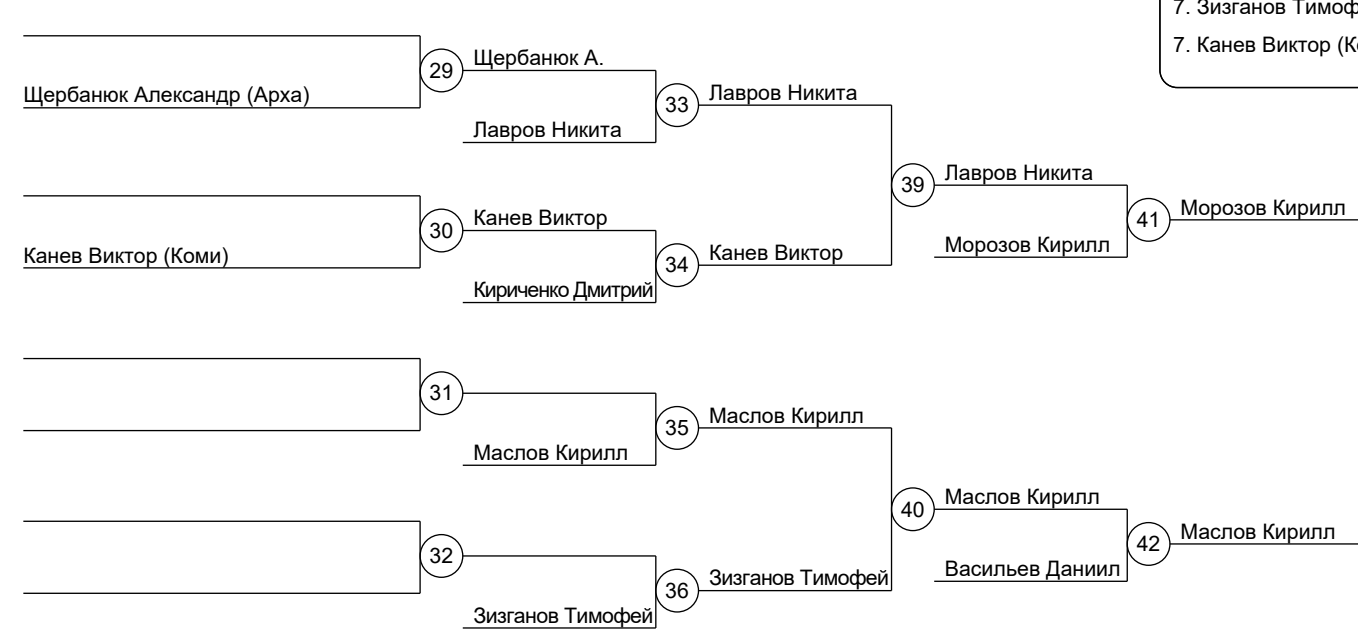 7. Зизганов Тимоф
7. Канев Виктор (К
Щербанюк А.
29
Щербанюк Александр (Арха)
Лавров Никита
33
Лавров Никита
Канев Виктор
30
Канев Виктор (Коми)
Канев Виктор
34
Кириченко Дмитрий
Лавров Никита
39
Морозов Кирилл
41
Морозов Кирилл
31
Маслов Кирилл
35
Маслов Кирилл
32
Зизганов Тимофей
36
Зизганов Тимофей
Маслов Кирилл
40
Маслов Кирилл
42
Васильев Даниил